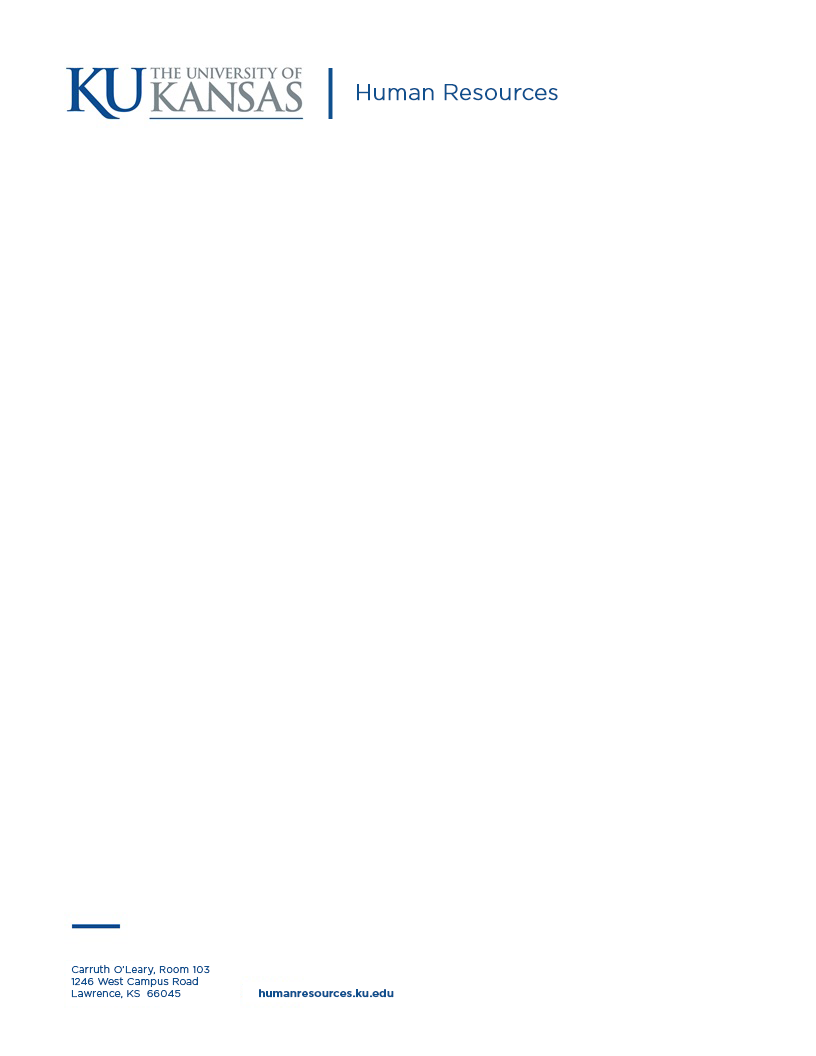 KU THE UNIVERSITY OF
KANSAS
Human Resources
Carruth O'Leary, Room 103
1246 West Campus Road
Lawrence, KS  66045
humanresources.ku.edu